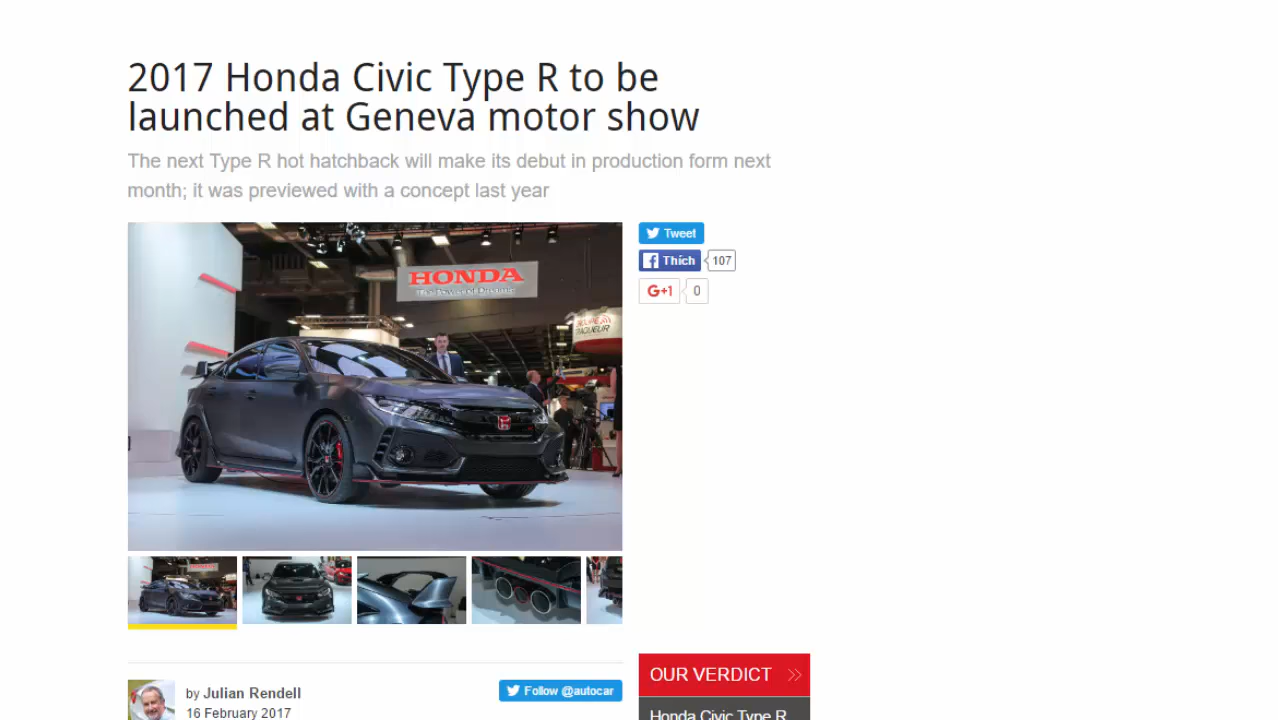 2017 Honda Civic Type R to be
launched at Geneva motor show
The next Type R hot hatchback will make its debut in production form next
month; it was previewed with a concept last year
Tweet
Thích
107
G+1
0
HONDA
OUR VERDICT
Honda Civic Type R
by Julian Rendell
16 February 2017
Follow @autocar